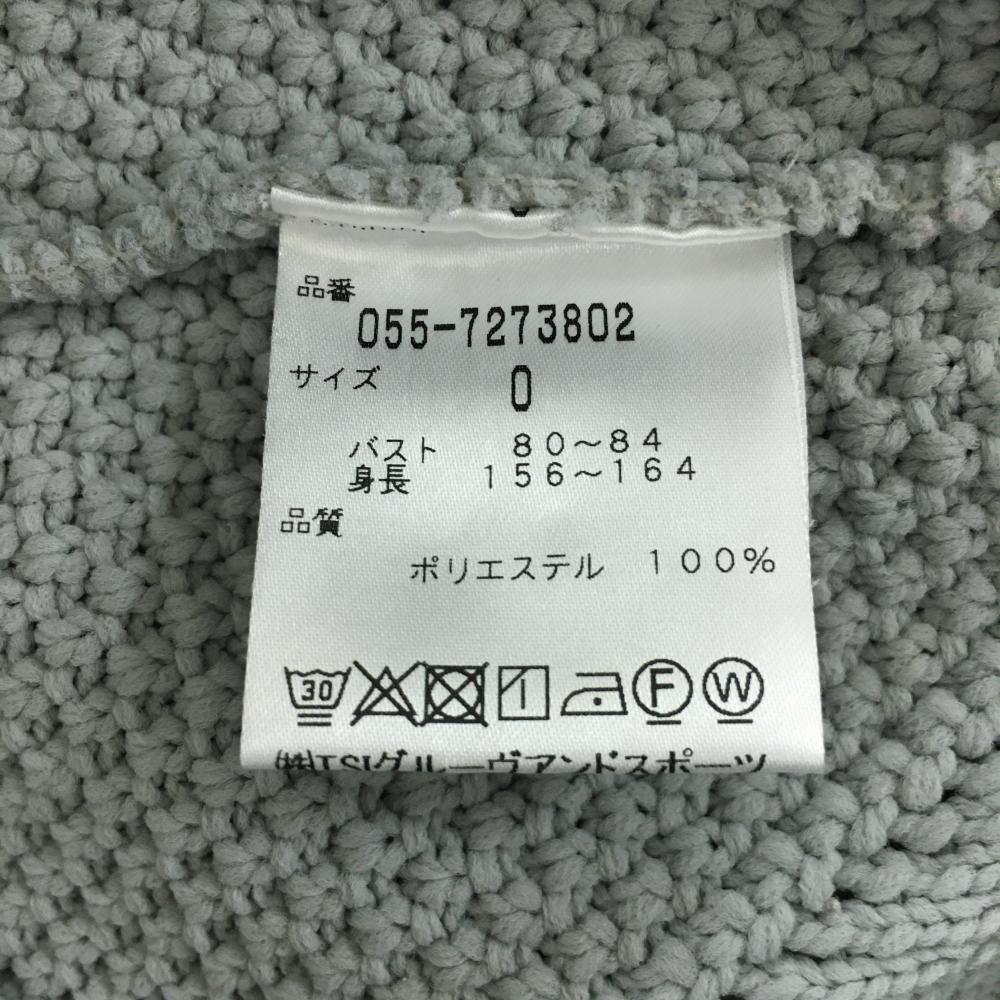 品番
055-7273802
サイズ 0
バスト 80～84
身長 156～164
品質
ポリエステル 100%
30 F W
㈱TSIグルーヴアンドスポーツ